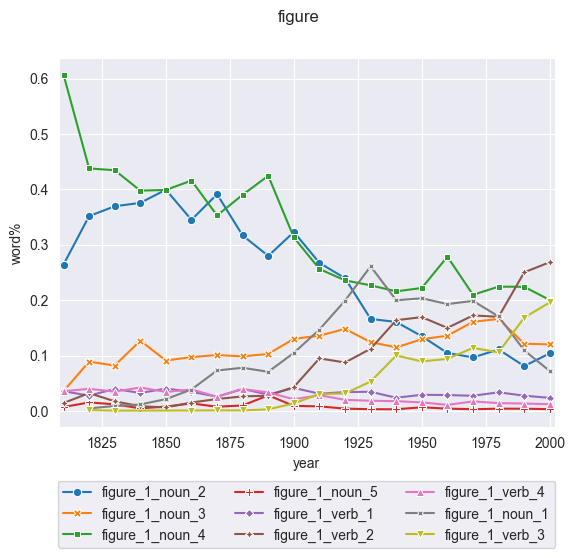 figure
0.6
0.5
0.4
0.3
0.2
0.1
0.0
word%
1825 1850 1875 1900 1925 1950 1975 2000
year
figure_1_noun_2 figure_1_noun_5 figure_1_verb_4
figure_1_noun_3 figure_1_verb_1 figure_1_noun_1
figure_1_noun_4 figure_1_verb_2 figure_1_verb_3